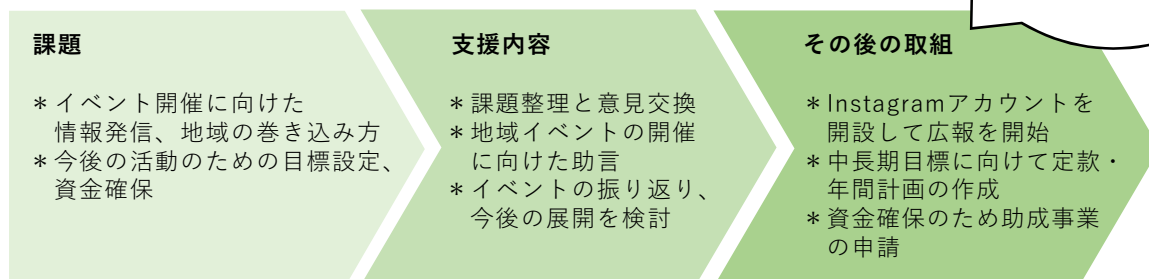 課題
＊イベント開催に向けた
情報発信、地域の巻き込み方
＊今後の活動のための目標設定、
資金確保
支援内容
＊課題整理と意見交換
＊地域イベントの開催
に向けた助言
＊イベントの振り返り、
今後の展開を検討
その後の取組
＊Instagramアカウントを
開設して広報を開始
＊中長期目標に向けて定款・
年間計画の作成
＊資金確保のため助成事業
の申請